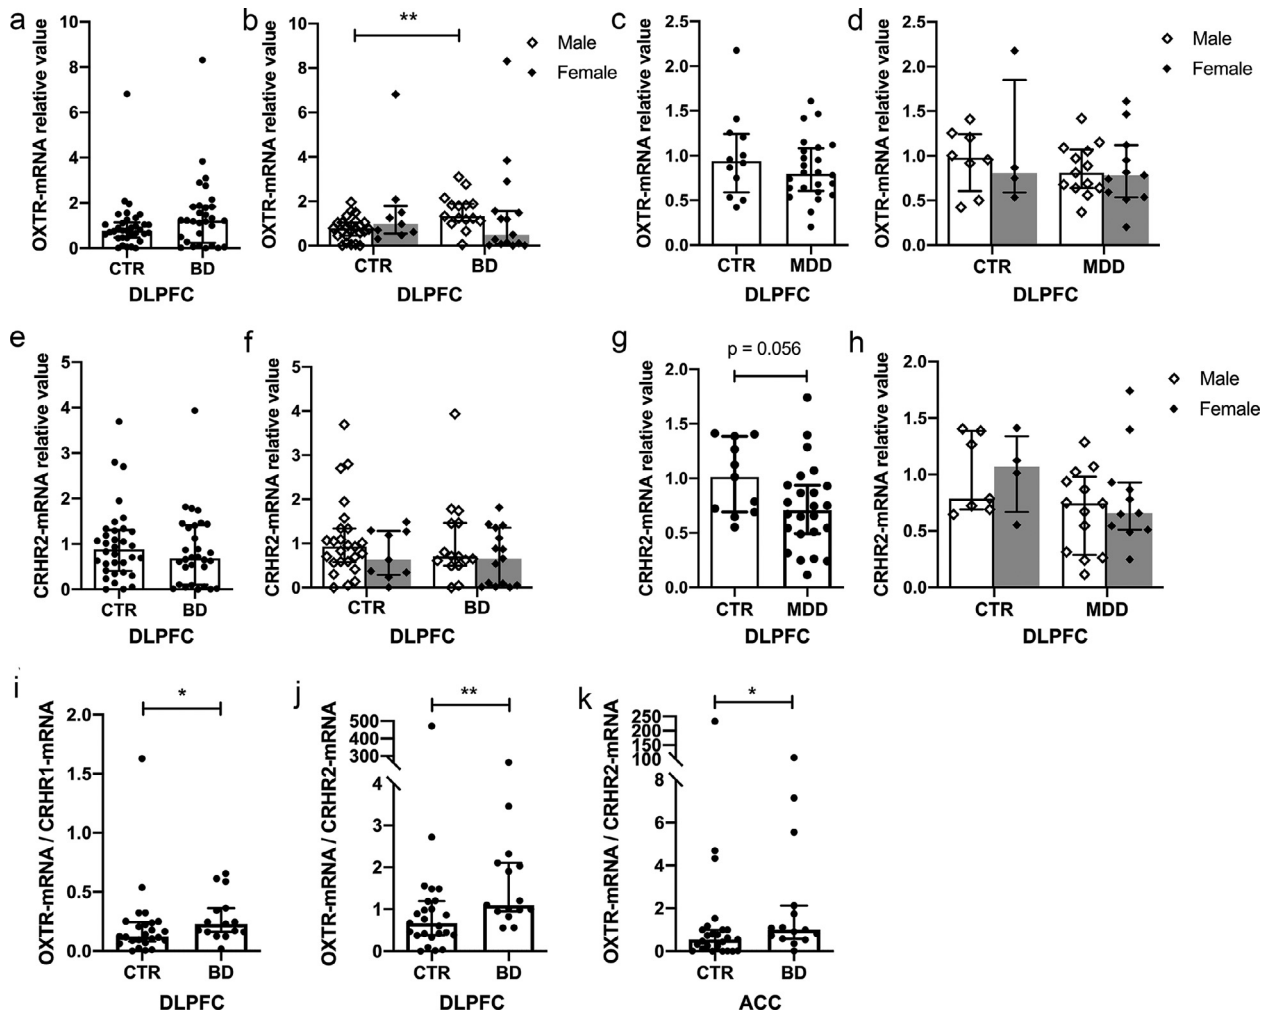 a
OXTR-mRNA relative value
10
8
6
4
2
0
CTR
BD
DLPFC
b
OXTR-mRNA relative value
10
8
6
4
2
0
**
Male
Female
CTR
BD
DLPFC
c
OXTR-mRNA relative value
2.5
2.0
1.5
1.0
0.5
0.0
CTR
MDD
DLPFC
d
OXTR-mRNA relative value
2.5
2.0
1.5
1.0
0.5
0.0
Male
Female
CTR
MDD
DLPFC
e
CRHR2-mRNA relative value
5
4
3
2
1
0
CTR
BD
DLPFC
f
CRHR2-mRNA relative value
5
4
3
2
1
0
CTR
BD
DLPFC
g
CRHR2-mRNA relative value
p = 0.056
2.0
1.5
1.0
0.5
0.0
CTR
MDD
DLPFC
h
CRHR2-mRNA relative value
2.0
1.5
1.0
0.5
0.0
Male
Female
CTR
MDD
DLPFC
i
OXTR-mRNA / CRHR1-mRNA
*
2.0
1.5
1.0
0.5
0.0
CTR
BD
DLPFC
j
OXTR-mRNA / CRHR2-mRNA
**
500
400
300
4
3
2
1
0
CTR
BD
DLPFC
k
OXTR-mRNA / CRHR2-mRNA
*
250
200
150
100
8
6
4
2
0
CTR
BD
ACC